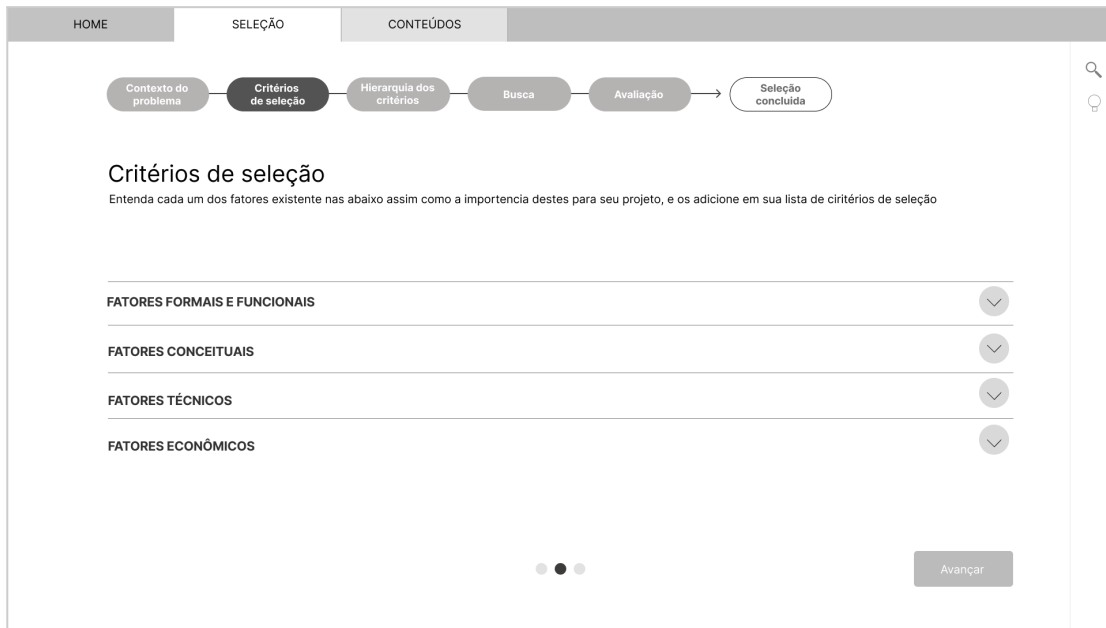 HOME
SELEÇÃO
CONTEÚDOS
Contexto do
problema
Critérios
de seleção
Hierarquia dos
critérios
Busca
Avaliação
Seleção
concluida
Critérios de seleção
Entenda cada um dos fatores existente nas abaixo assim como a importencia destes para seu projeto, e os adicione em sua lista de ciritérios de seleção
FATORES FORMAIS E FUNCIONAIS
FATORES CONCEITUAIS
FATORES TÉCNICOS
FATORES ECONÔMICOS
Avançar